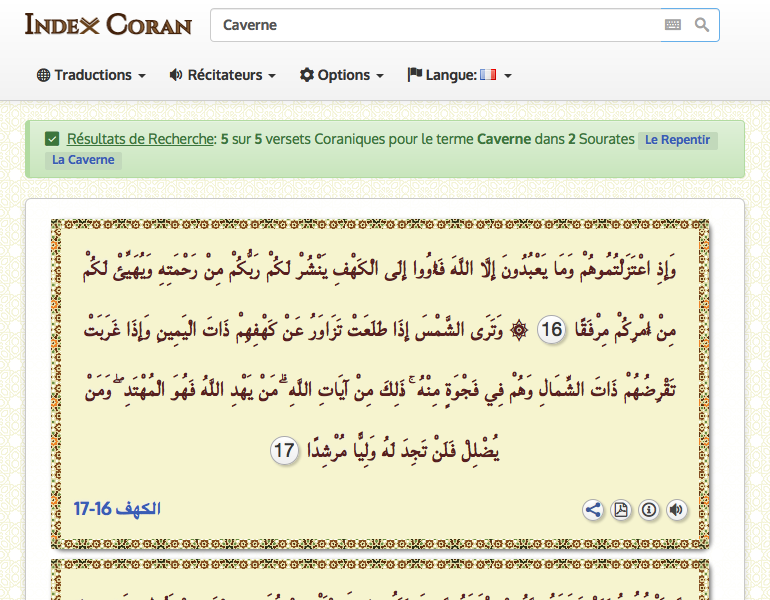 Index Coran
Caverne
Traductions
Récitateurs
Options
Langue:
Résultats de Recherche: 5 sur 5 versets Coraniques pour le terme Caverne dans 2 Sourates Le Repentir
La Caverne
وَإِذِ اعْتَزَلْتُمُوهُمْ وَمَا يَعْبُدُونَ إِلَّا اللَّهَ فَأْوُوا إِلَى الْكَهْفِ يَنْشُرْ لَكُمْ رَبُّكُمْ مِنْ رَحْمَتِهِ وَيُهَيِّئْ لَكُمْ
مِنْ أَمْرِكُمْ مِرْفَقًا 16 ۞ وَتَرَى الشَّمْسَ إِذَا طَلَعَتْ تَزَاوَرُ عَنْ كَهْفِهِمْ ذَاتَ الْيَمِينِ وَإِذَا غَرَبَتْ
تَقْرِضُهُمْ ذَاتَ الشِّمَالِ وَهُمْ فِي فَجْوَةٍ مِنْهُ ۚ ذَلِكَ مِنْ آيَاتِ اللَّهِ ۗ مَنْ يَهْدِ اللَّهُ فَهُوَ الْمُهْتَدِ ۖ وَمَنْ
يُضْلِلْ فَلَنْ تَجِدَ لَهُ وَلِيًّا مُرْشِدًا 17
الكهف 16-17